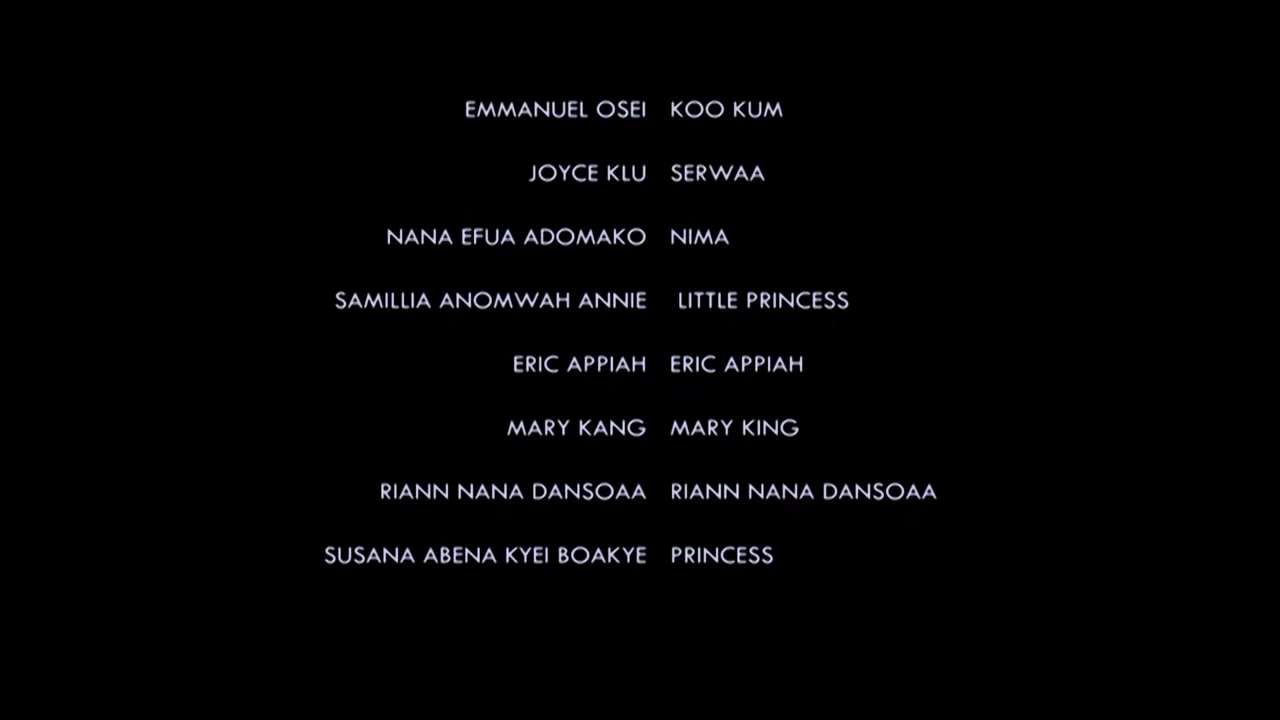 EMMANUEL OSEI KOO KUM
JOYCE KLU SERWAA
NANA EFUA ADOMAKO NIMA
SAMILLIA ANOMWAH ANNIE LITTLE PRINCESS
ERIC APPIAH ERIC APPIAH
MARY KANG MARY KING
RIANN NANA DANSOAA RIANN NANA DANSOAA
SUSANA ABENA KYEI BOAKYE PRINCESS